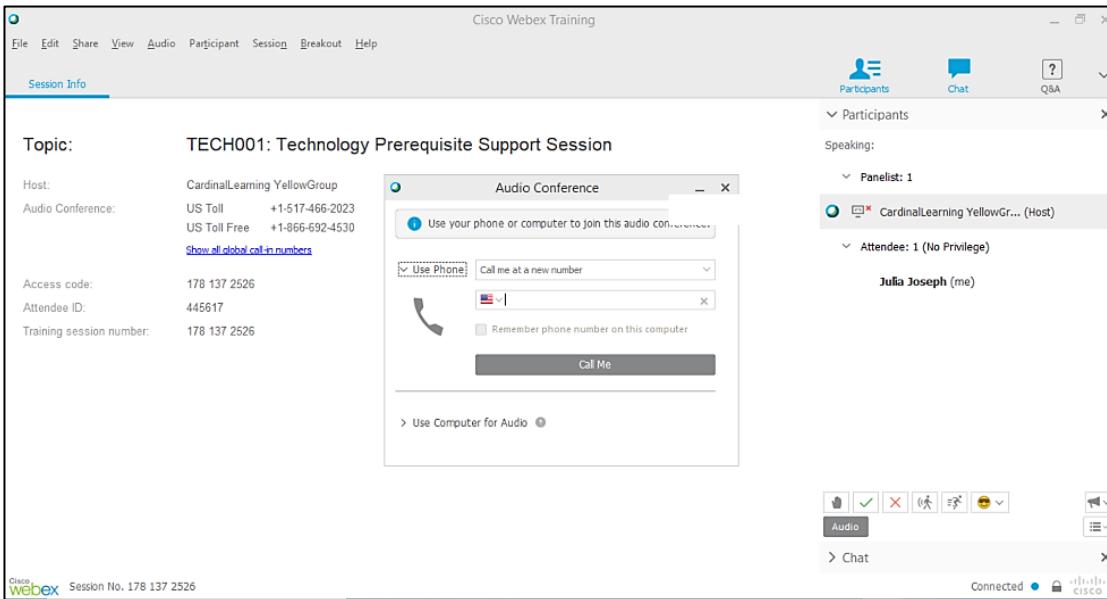 Cisco Webex Training
File Edit Share View Audio Participant Session Breakout Help
Session Info
Participants Chat Q&A
Topic: TECH001: Technology Prerequisite Support Session
Host: CardinalLearning YellowGroup
Audio Conference: US Toll +1-517-466-2023
US Toll Free +1-866-692-4530
Show all global call-in numbers
Access code: 178 137 2526
Attendee ID: 445617
Training session number: 178 137 2526
Audio Conference
Use your phone or computer to join this audio conference.
Use Phone Call me at a new number
Remember phone number on this computer
Call Me
Use Computer for Audio
Participants
Speaking:
Panelist: 1
CardinalLearning YellowGr... (Host)
Attendee: 1 (No Privilege)
Julia Joseph (me)
Audio
Chat
Cisco webex Session No. 178 137 2526
Connected
cisco